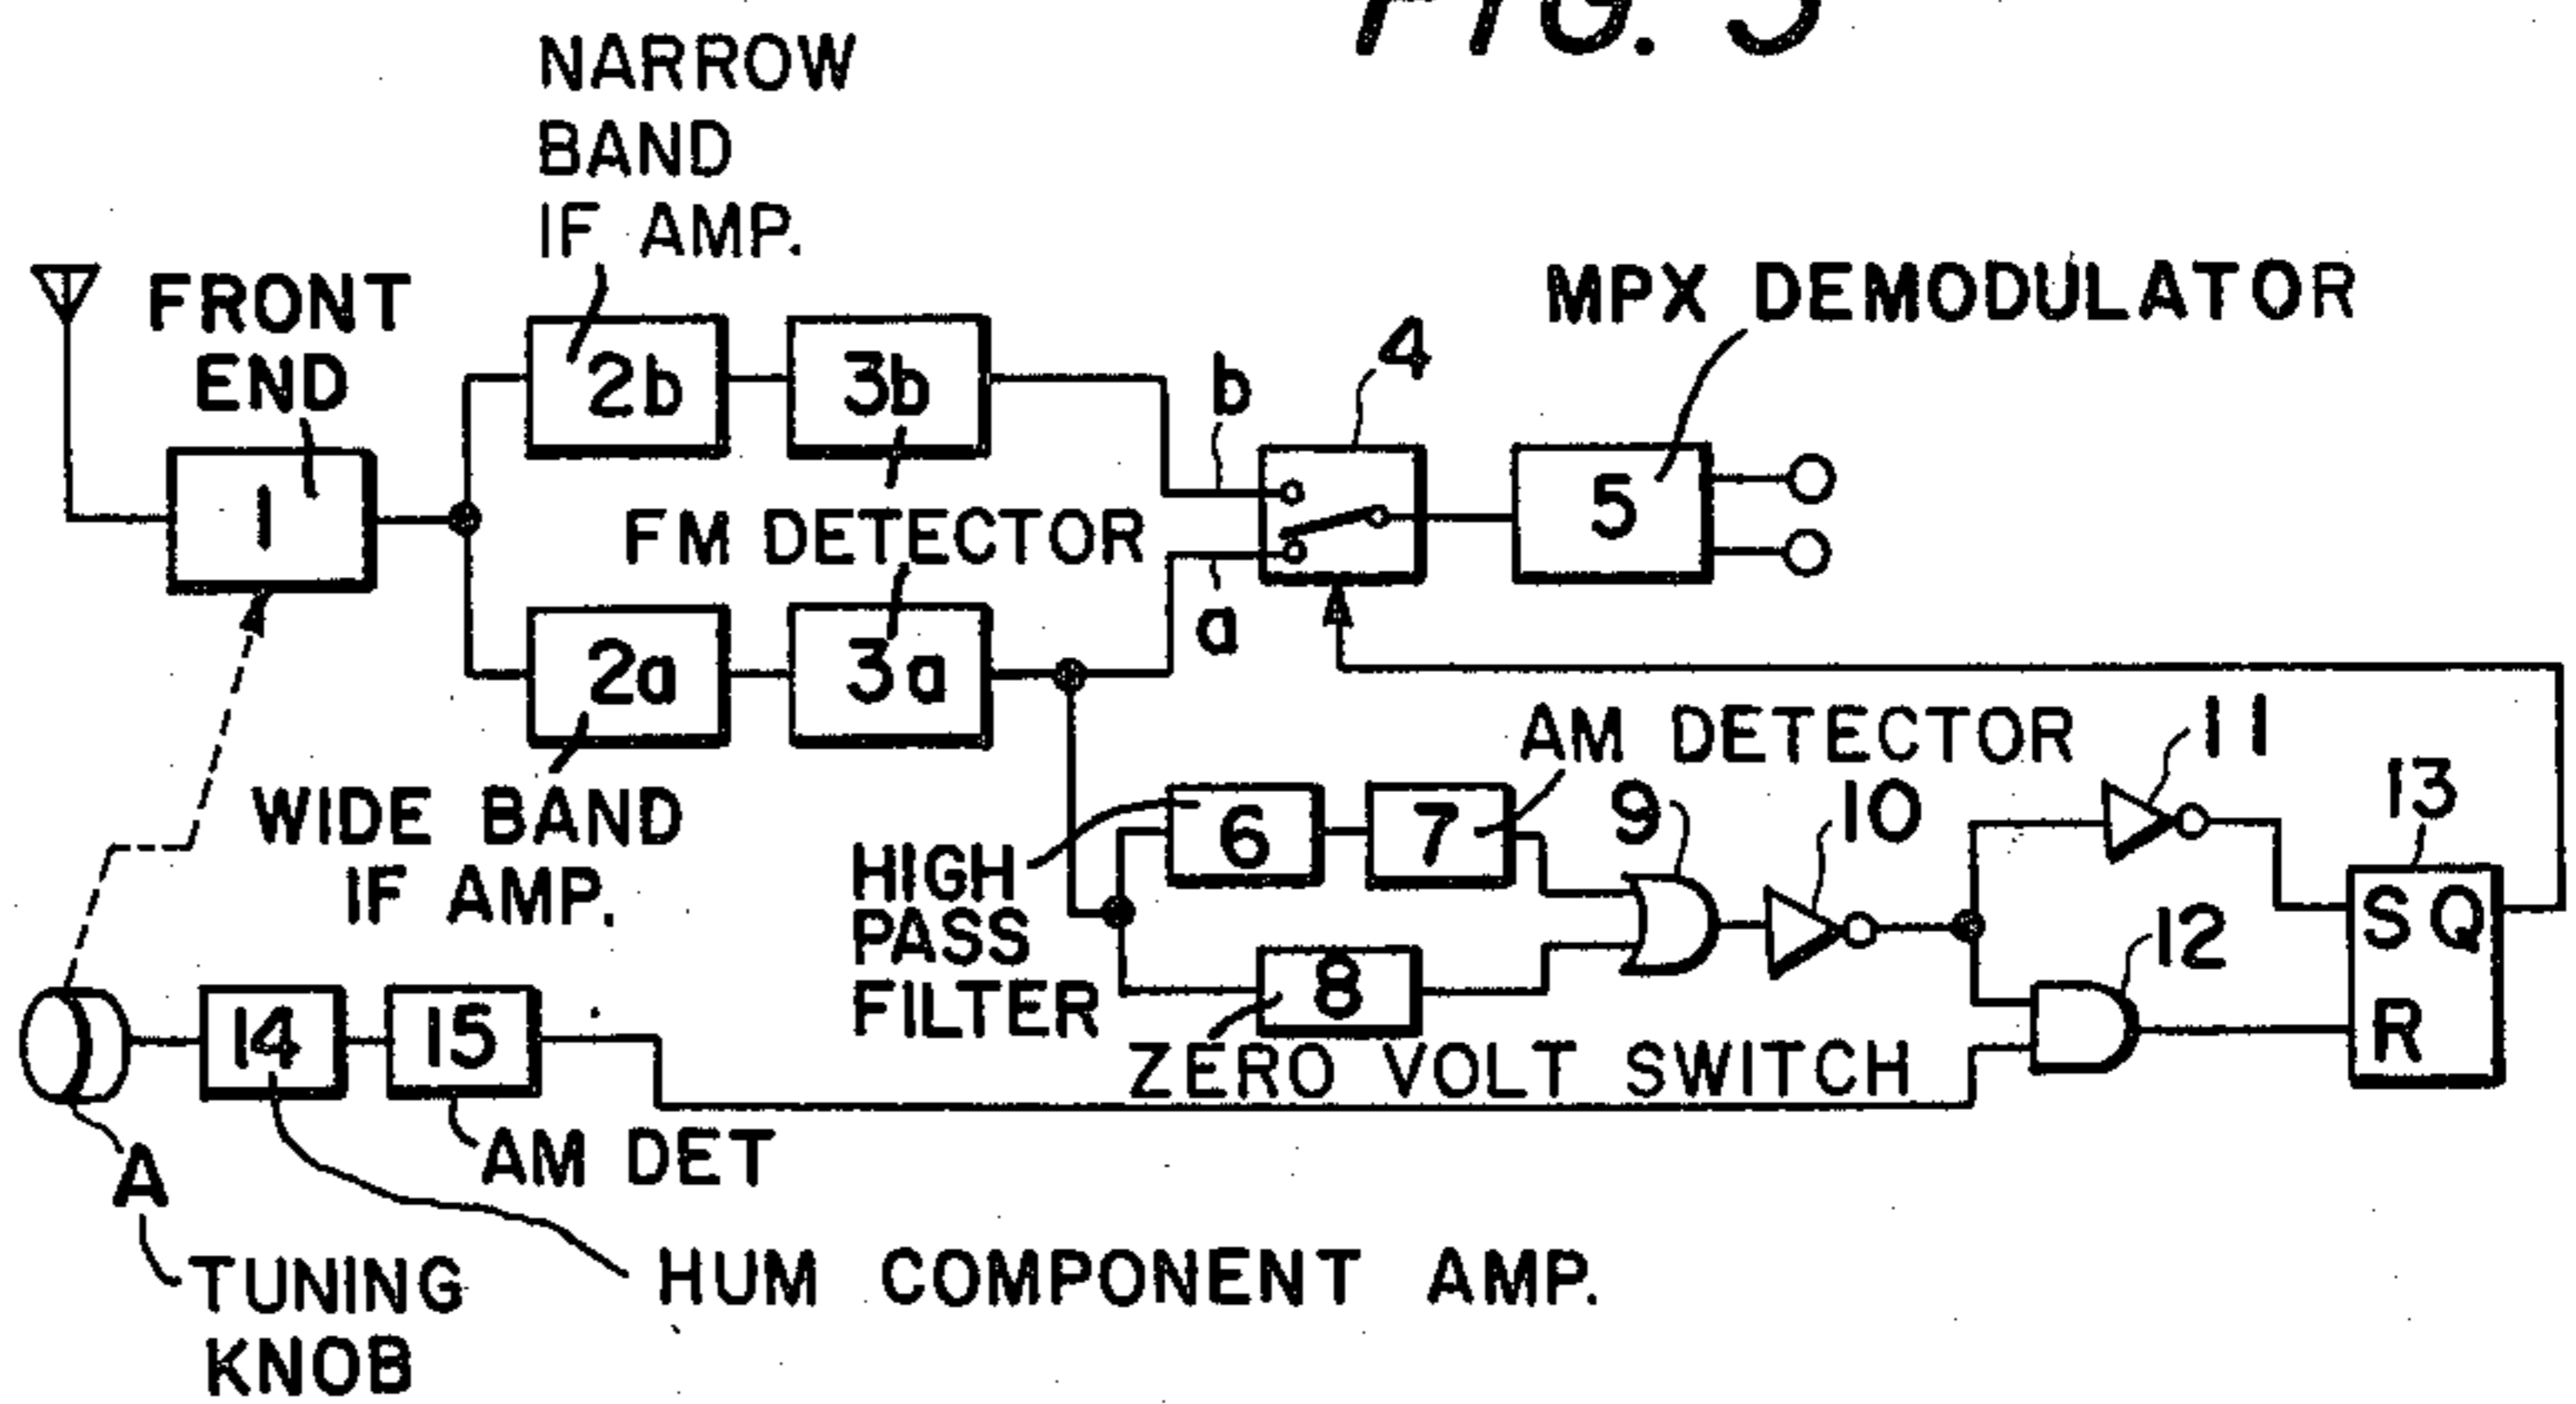 FIG. 3
NARROW
BAND
IF AMP.
FRONT
END
MPX DEMODULATOR
4
2b
3b
b
1
5
FM DETECTOR
a
2a
3a
AM DETECTOR
11
WIDE BAND
IF AMP.
6
7
9
10
13
HIGH
PASS
FILTER
S Q
12
8
R
14
15
ZERO VOLT SWITCH
A
AM DET
TUNING
KNOB
HUM COMPONENT AMP.